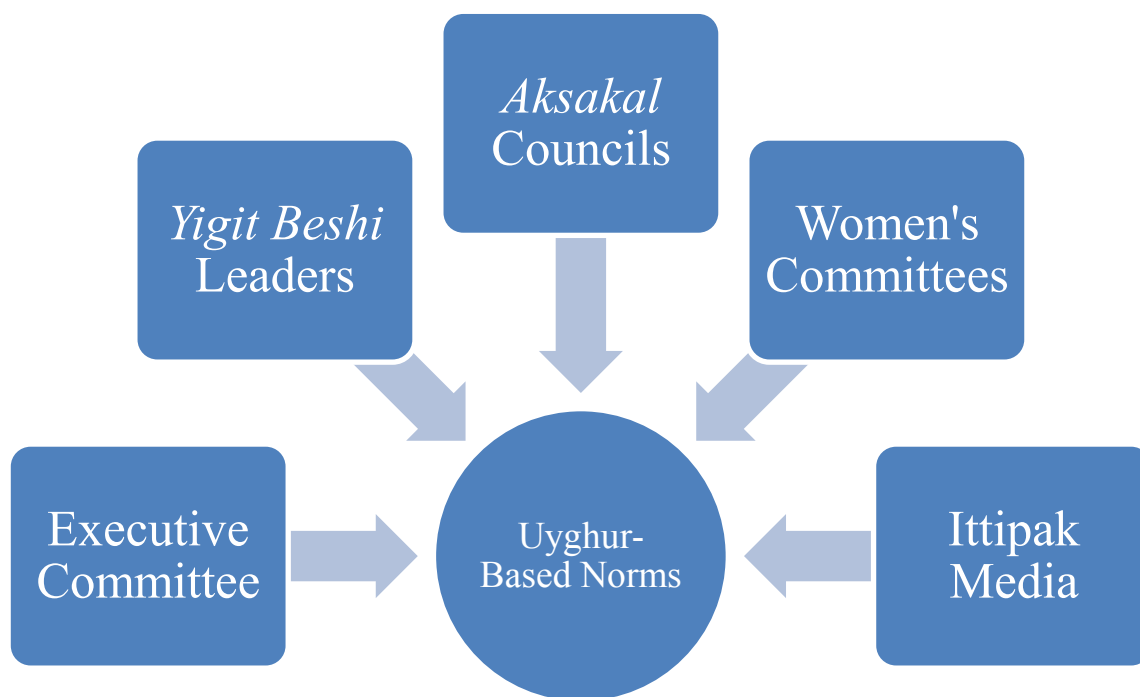 Aksakal
Councils
Yigit Beshi
Leaders
Women's
Committees
Executive
Committee
Uyghur-
Based Norms
Ittipak
Media